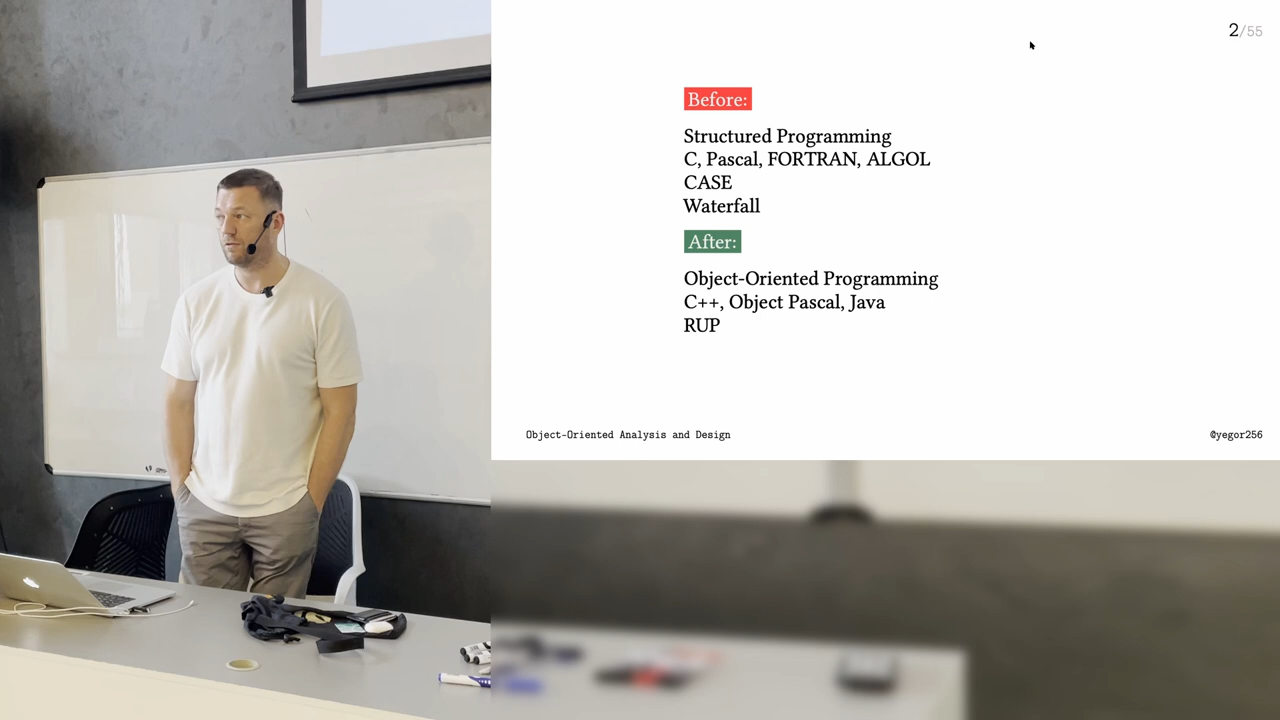 2/55
Before:
Structured Programming
C, Pascal, FORTRAN, ALGOL
CASE
Waterfall
After:
Object-Oriented Programming
C++, Object Pascal, Java
RUP
Object-Oriented Analysis and Design
@yegor256